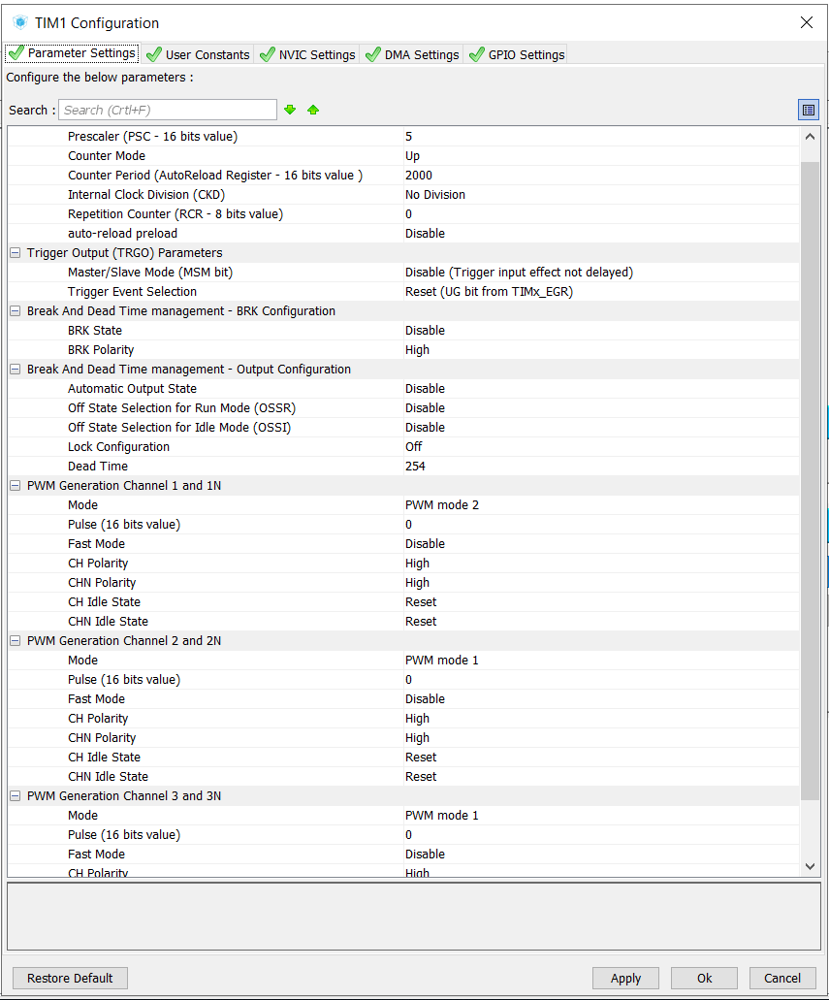 TIM1 Configuration
Parameter Settings User Constants NVIC Settings DMA Settings GPIO Settings
Configure the below parameters :
Search : Search (Crtl+F)
Prescaler (PSC - 16 bits value) 5
Counter Mode Up
Counter Period (AutoReload Register - 16 bits value ) 2000
Internal Clock Division (CKD) No Division
Repetition Counter (RCR - 8 bits value) 0
auto-reload preload Disable
Trigger Output (TRGO) Parameters
Master/Slave Mode (MSM bit) Disable (Trigger input effect not delayed)
Trigger Event Selection Reset (UG bit from TIMx_EGR)
Break And Dead Time management - BRK Configuration
BRK State Disable
BRK Polarity High
Break And Dead Time management - Output Configuration
Automatic Output State Disable
Off State Selection for Run Mode (OSSR) Disable
Off State Selection for Idle Mode (OSSI) Disable
Lock Configuration Off
Dead Time 254
PWM Generation Channel 1 and 1N
Mode PWM mode 2
Pulse (16 bits value) 0
Fast Mode Disable
CH Polarity High
CHN Polarity High
CH Idle State Reset
CHN Idle State Reset
PWM Generation Channel 2 and 2N
Mode PWM mode 1
Pulse (16 bits value) 0
Fast Mode Disable
CH Polarity High
CHN Polarity High
CH Idle State Reset
CHN Idle State Reset
PWM Generation Channel 3 and 3N
Mode PWM mode 1
Pulse (16 bits value) 0
Fast Mode Disable
CH Polarity High
Restore Default Apply Ok Cancel